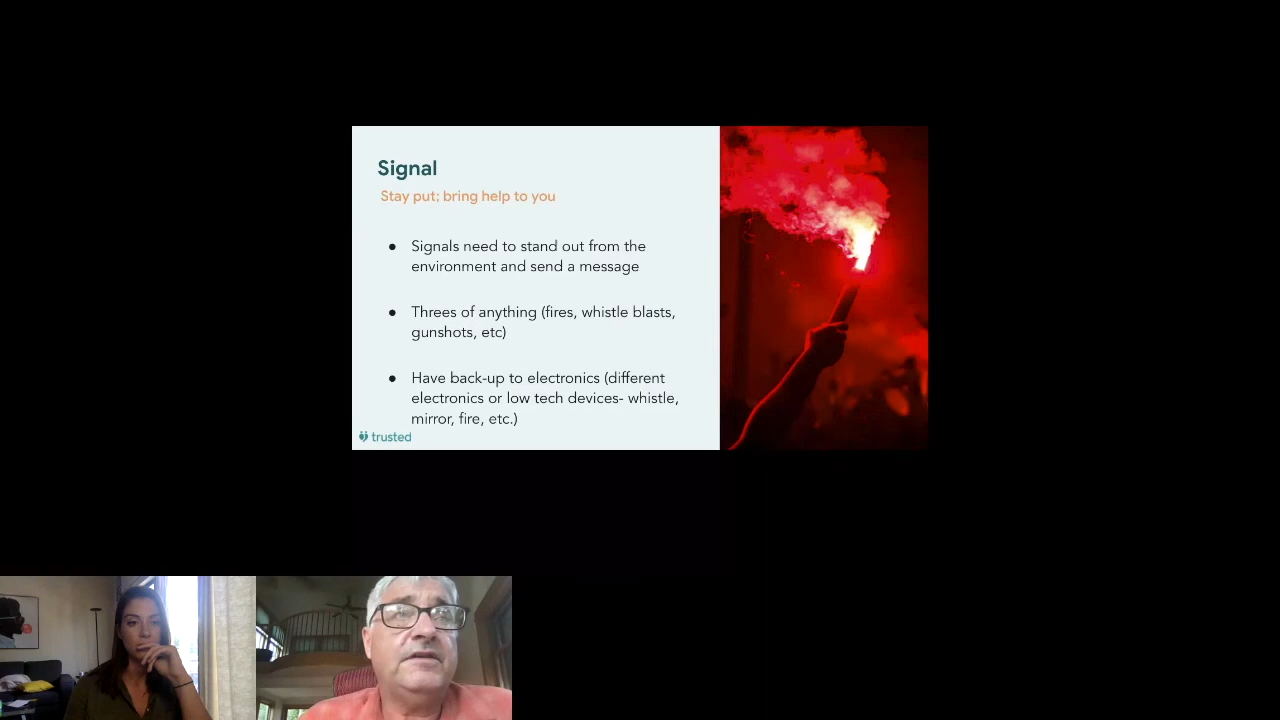 Signal
Stay put; bring help to you
● Signals need to stand out from the
environment and send a message
● Threes of anything (fires, whistle blasts,
gunshots, etc)
● Have back-up to electronics (different
electronics or low tech devices- whistle,
mirror, fire, etc.)
trusted